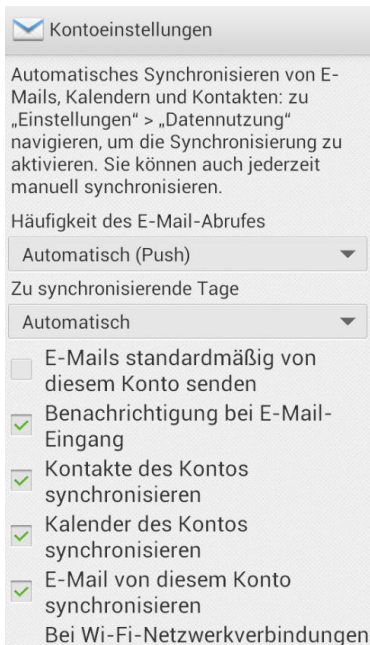 Kontoeinstellungen
Automatisches Synchronisieren von E-
Mails, Kalendern und Kontakten: zu
„Einstellungen“ > „Datennutzung“
navigieren, um die Synchronisierung zu
aktivieren. Sie können auch jederzeit
manuell synchronisieren.
Häufigkeit des E-Mail-Abrufes
Automatisch (Push)
Zu synchronisierende Tage
Automatisch
E-Mails standardmäßig von
diesem Konto senden
Benachrichtigung bei E-Mail-
Eingang
Kontakte des Kontos
synchronisieren
Kalender des Kontos
synchronisieren
E-Mail von diesem Konto
synchronisieren
Bei Wi-Fi-Netzwerkverbindungen